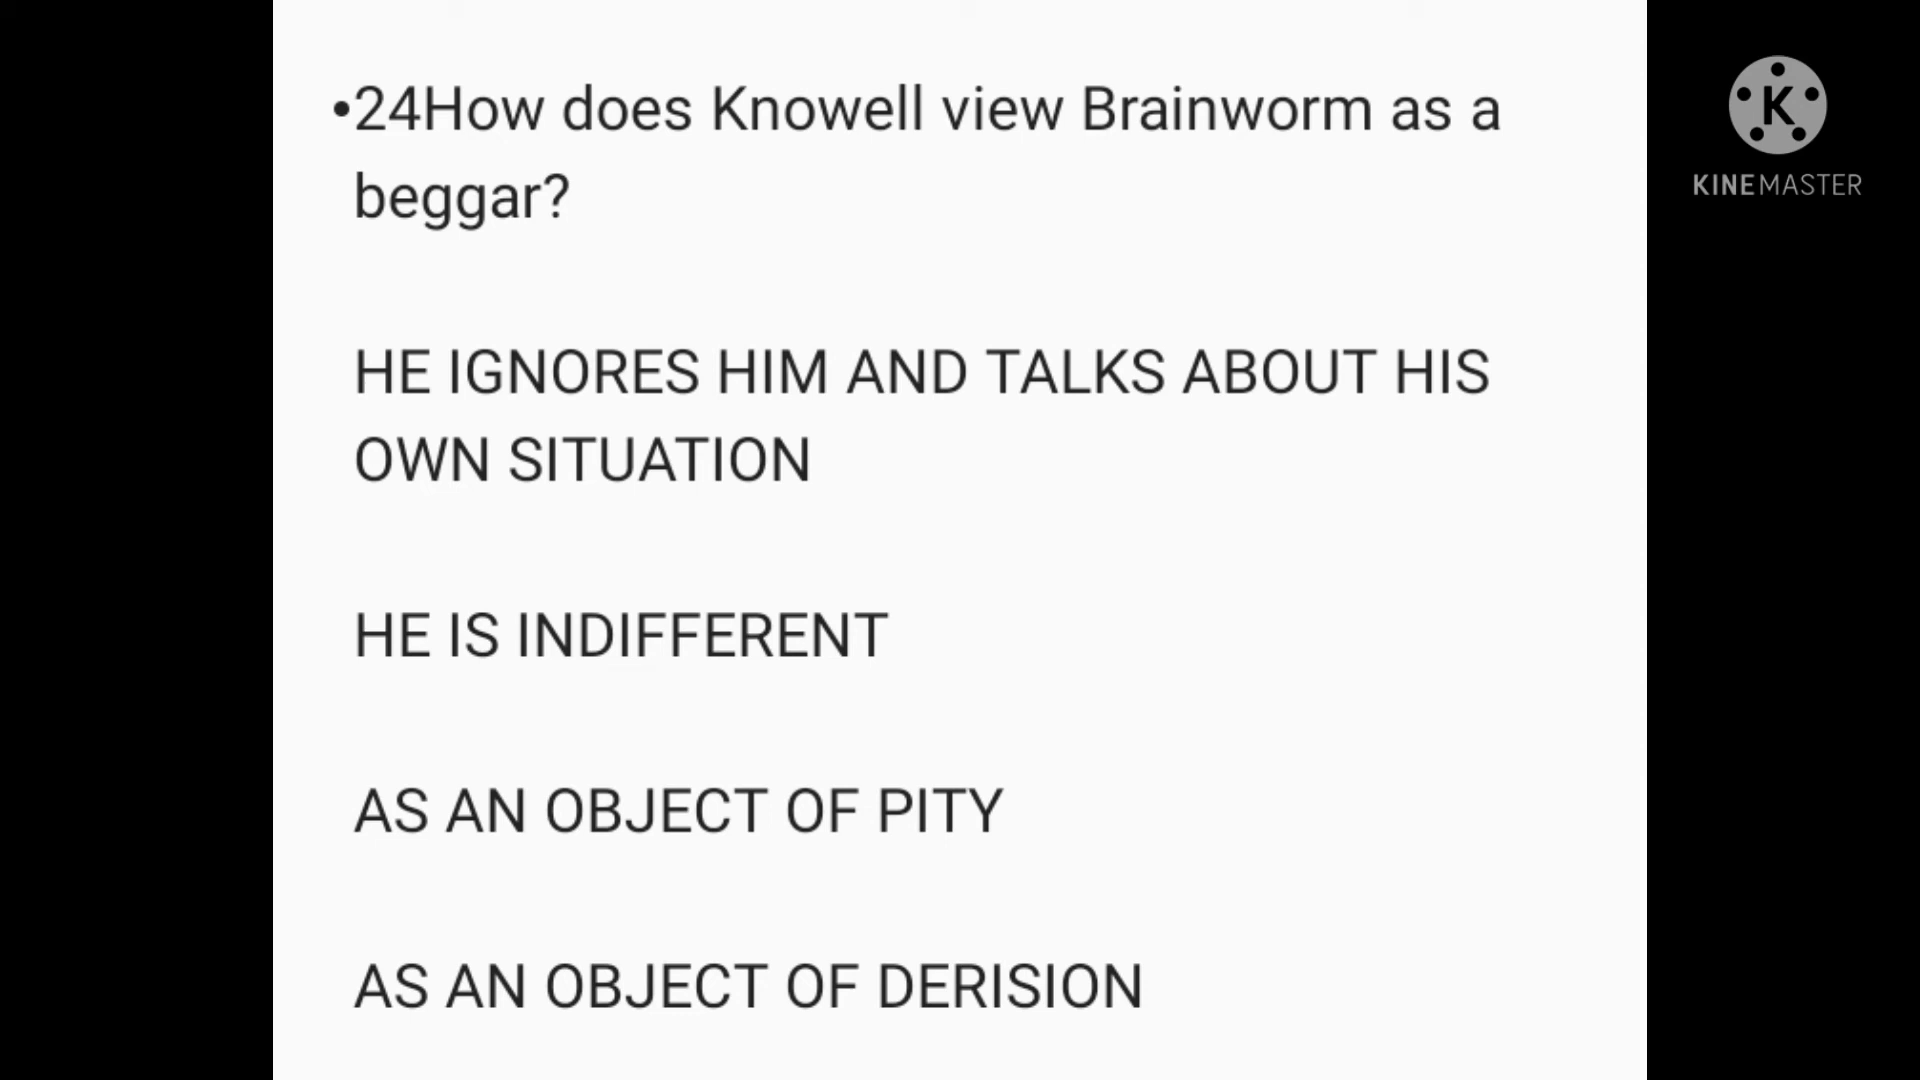 •24How does Knowell view Brainworm as a
beggar?
HE IGNORES HIM AND TALKS ABOUT HIS
OWN SITUATION
HE IS INDIFFERENT
AS AN OBJECT OF PITY
AS AN OBJECT OF DERISION
K
KINEMASTER